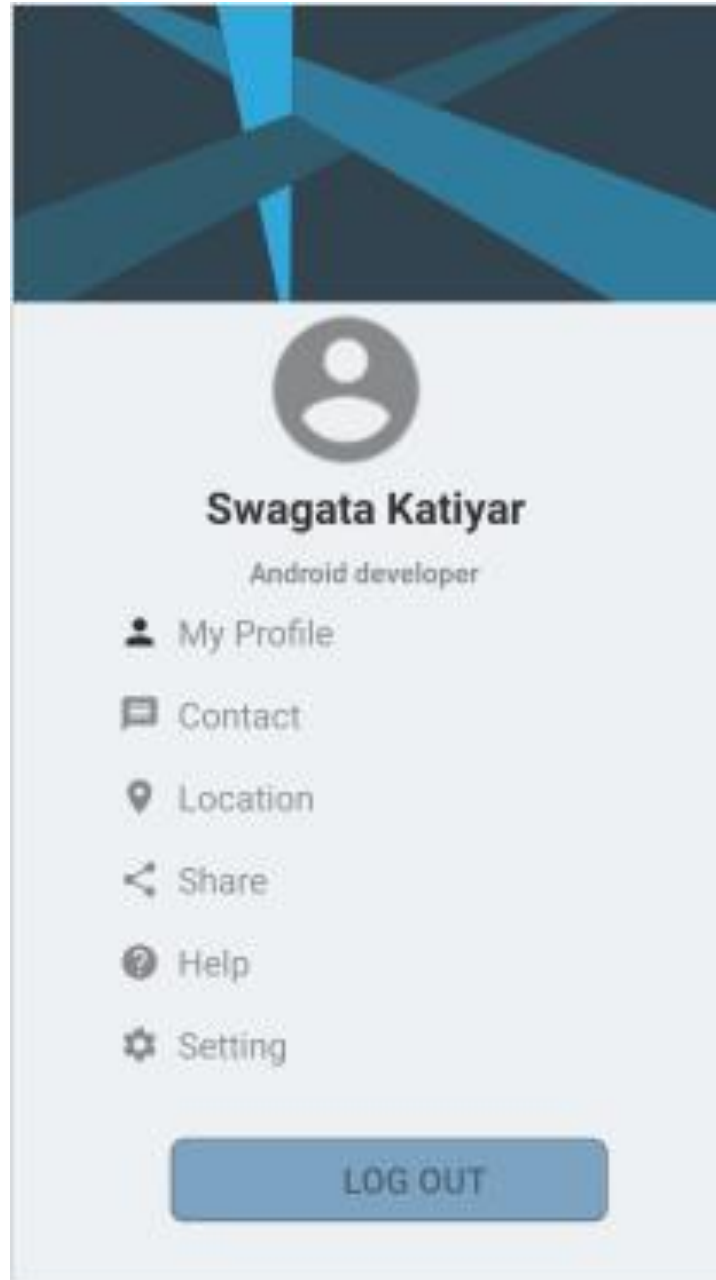 Swagata Katiyar
Android developer
My Profile
Contact
Location
Share
Help
Setting
LOG OUT